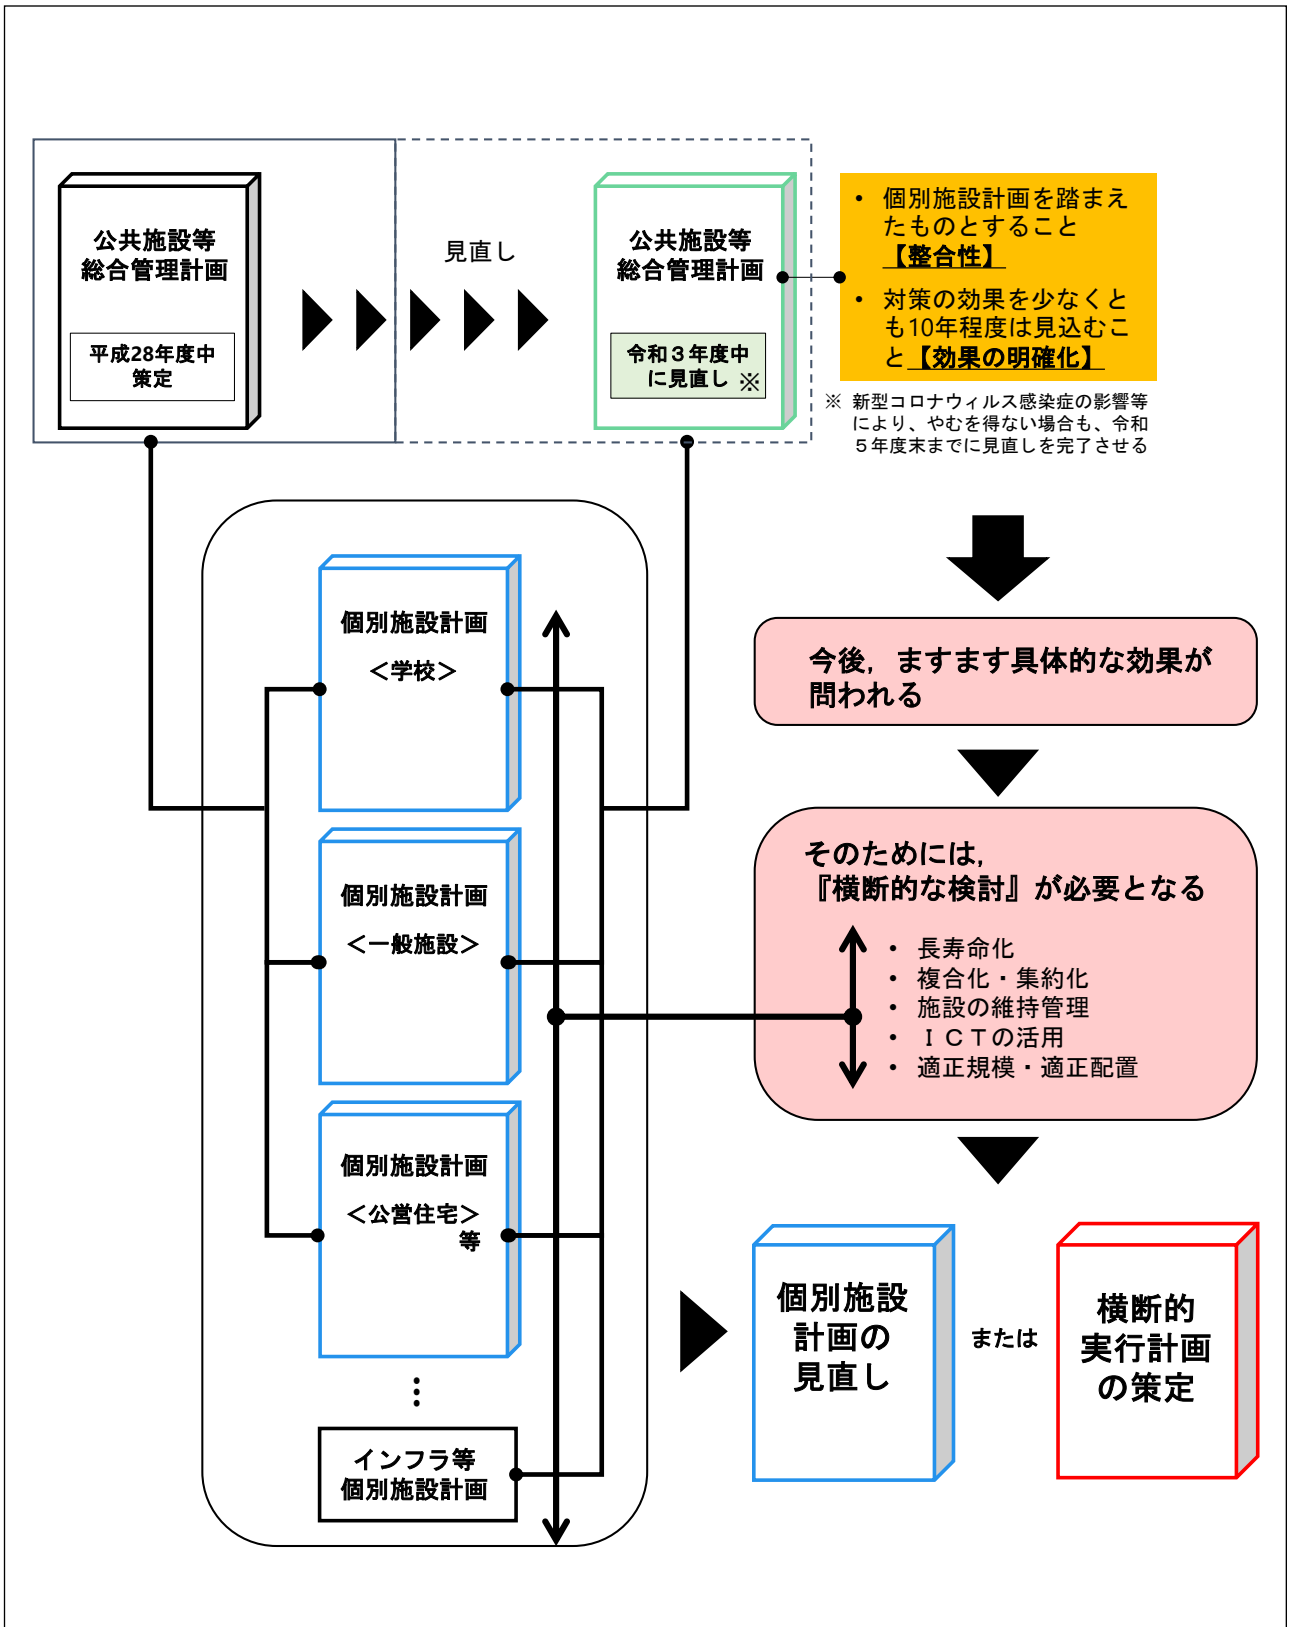 公共施設等
総合管理計画
平成28年度中
策定
見直し
公共施設等
総合管理計画
令和３年度中
に見直し ※
• 個別施設計画を踏まえ
たものとすること
【整合性】
• 対策の効果を少なくと
も10年程度は見込むこ
と【効果の明確化】
※ 新型コロナウィルス感染症の影響等
により、やむを得ない場合も、令和
５年度末までに見直しを完了させる
個別施設計画
＜学校＞
個別施設計画
＜一般施設＞
個別施設計画
＜公営住宅＞
等
⋮
インフラ等
個別施設計画
今後，ますます具体的な効果が
問われる
そのためには，
『横断的な検討』が必要となる
• 長寿命化
• 複合化・集約化
• 施設の維持管理
• ＩＣＴの活用
• 適正規模・適正配置
個別施設
計画の
見直し
または
横断的
実行計画
の策定